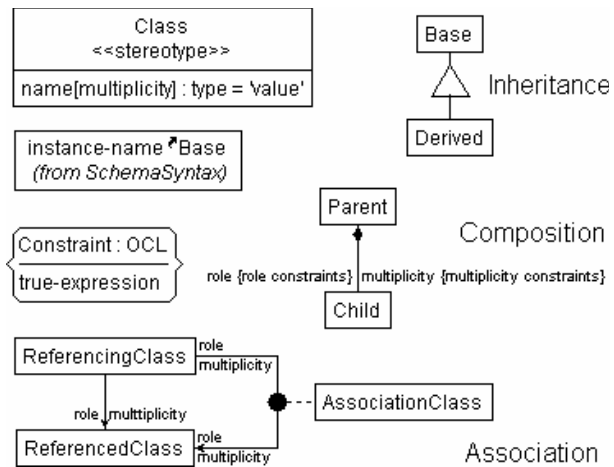 Class
<<stereotype>>
name[multiplicity] : type = 'value'
Base
Inheritance
Derived
instance-name Base
(from SchemaSyntax)
Parent
Composition
Constraint : OCL
true-expression
role {role constraints} multiplicity {multiplicity constraints}
Child
ReferencingClass
role
multiplicity
AssociationClass
role multtiplicity
ReferencedClass
role
multiplicity
Association